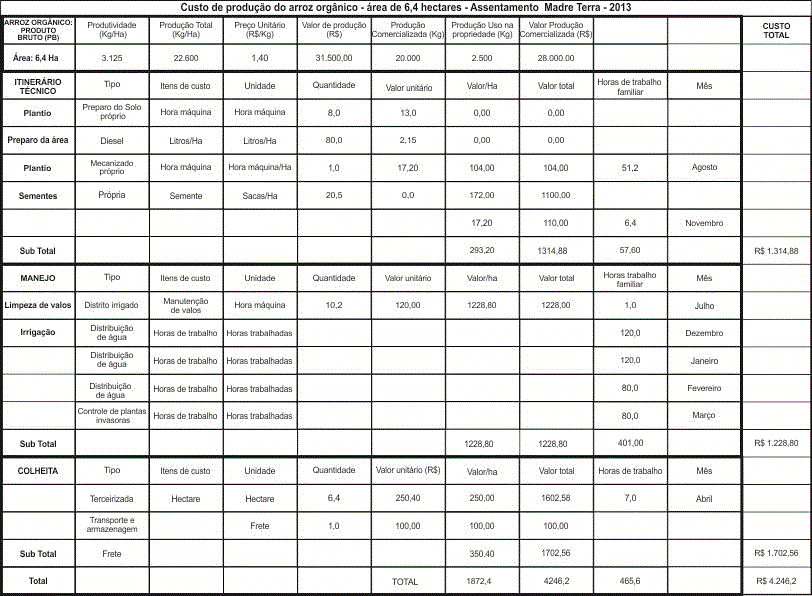 Custo de produção do arroz orgânico - área de 6,4 hectares - Assentamento Madre Terra - 2013
ARROZ ORGÂNICO: PRODUTO BRUTO (PB) Produtividade (Kg/Ha) Produção Total (Kg/Ha) Preço Unitário (R$/Kg) Valor de produção (R$) Produção Comercializada (Kg) Produção Uso na propriedade (Kg) Valor Produção Comercializada (R$) CUSTO TOTAL
Área: 6,4 Ha 3.125 22.600 1,40 31.500,00 20.000 2.500 28.000.00
ITINERÁRIO TÉCNICO Tipo Itens de custo Unidade Quantidade Valor unitário Valor/Ha Valor total Horas de trabalho familiar Mês
Plantio Preparo do Solo próprio Hora máquina Hora máquina 8,0 13,0 0,00 0,00
Preparo da área Diesel Litros/Ha Litros/Ha 80,0 2,15 0,00 0,00
Plantio Mecanizado próprio Hora máquina Hora máquina/Ha 1,0 17,20 104,00 104,00 51,2 Agosto
Sementes Própria Semente Sacas/Ha 20,5 0,0 172,00 1100,00
17,20 110,00 6,4 Novembro
Sub Total 293,20 1314,88 57,60 R$ 1.314,88
MANEJO Tipo Itens de custo Unidade Quantidade Valor unitário Valor/ha Valor total Horas trabalho familiar Mês
Limpeza de valos Distrito irrigado Manutenção de valos Hora máquina 10,2 120,00 1228,80 1228,00 1,0 Julho
Irrigação Distribuição de água Horas de trabalho Horas trabalhadas 120,0 Dezembro
Distribuição de água Horas de trabalho Horas trabalhadas 120,0 Janeiro
Distribuição de água Horas de trabalho Horas trabalhadas 80,0 Fevereiro
Controle de plantas invasoras Horas de trabalho Horas trabalhadas 80,0 Março
Sub Total 1228,80 1228,80 401,00 R$ 1.228,80
COLHEITA Tipo Itens de custo Unidade Quantidade Valor unitário (R$) Valor/ha Valor total Horas de trabalho Mês
Terceirizada Hectare Hectare 6,4 250,40 250,00 1602,58 7,0 Abril
Transporte e armazenagem Frete 1,0 100,00 100,00 100,00
Sub Total Frete 350.40 1702,56 R$ 1.702,56
Total TOTAL 1872,4 4246,2 465,6 R$ 4.246,2